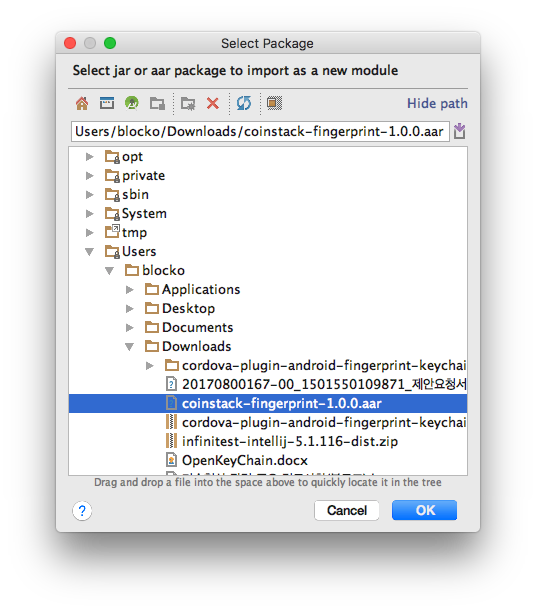 Select Package
Select jar or aar package to import as a new module
Hide path
Users/blocko/Downloads/coinstack-fingerprint-1.0.0.aar
opt
private
sbin
System
tmp
Users
blocko
Applications
Desktop
Documents
Downloads
cordova-plugin-android-fingerprint-keychai
20170800167-00_1501550109871_제안요청서
coinstack-fingerprint-1.0.0.aar
cordova-plugin-android-fingerprint-keychai
infinitest-intellij-5.1.116-dist.zip
OpenKeyChain.docx
Drag and drop a file into the space above to quickly locate it in the tree
?
Cancel
OK